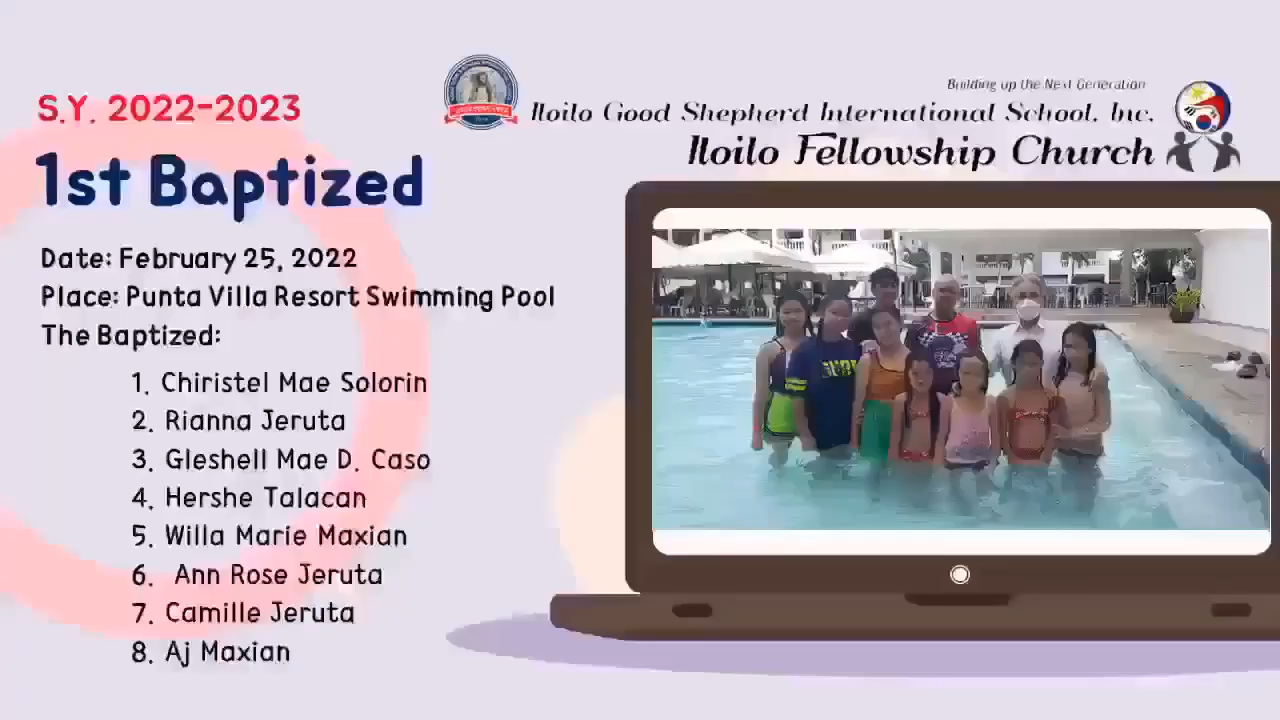 S.Y. 2022-2023
1st Baptized
Date: February 25, 2022
Place: Punta Villa Resort Swimming Pool
The Baptized:
1. Chiristel Mae Solorin
2. Rianna Jeruta
3. Gleshell Mae D. Caso
4. Hershe Talacan
5. Willa Marie Maxian
6. Ann Rose Jeruta
7. Camille Jeruta
8. Aj Maxian
Building up the Next Generation
Iloilo Good Shepherd International School, Inc.
Iloilo Fellowship Church